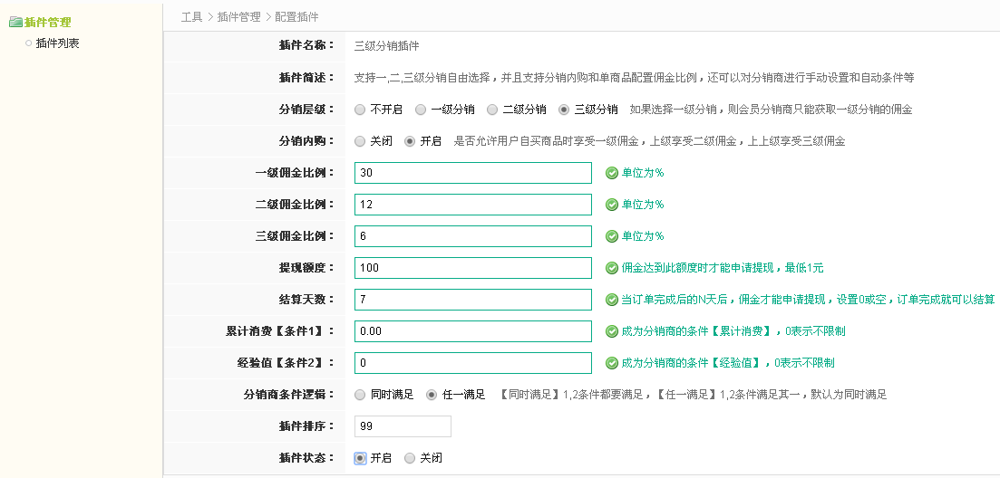 插件管理
插件列表
工具 > 插件管理 > 配置插件
插件名称： 三级分销插件
插件简述： 支持一,二,三级分销自由选择，并且支持分销内购和单商品配置佣金比例，还可以对分销商进行手动设置和自动条件等
分销层级： 不开启 一级分销 二级分销 三级分销 如果选择一级分销，则会员分销商只能获取一级分销的佣金
分销内购： 关闭 开启 是否允许用户自买商品时享受一级佣金，上级享受二级佣金，上上级享受三级佣金
一级佣金比例： 30 单位为%
二级佣金比例： 12 单位为%
三级佣金比例： 6 单位为%
提现额度： 100 佣金达到此额度时才能申请提现，最低1元
结算天数： 7 当订单完成后的N天后，佣金才能申请提现，设置0或空，订单完成就可以结算
累计消费【条件1】： 0.00 成为分销商的条件【累计消费】，0表示不限制
经验值【条件2】： 0 成为分销商的条件【经验值】，0表示不限制
分销商条件逻辑： 同时满足 任一满足 【同时满足】1,2条件都要满足，【任一满足】1,2条件满足其一，默认为同时满足
插件排序： 99
插件状态： 开启 关闭